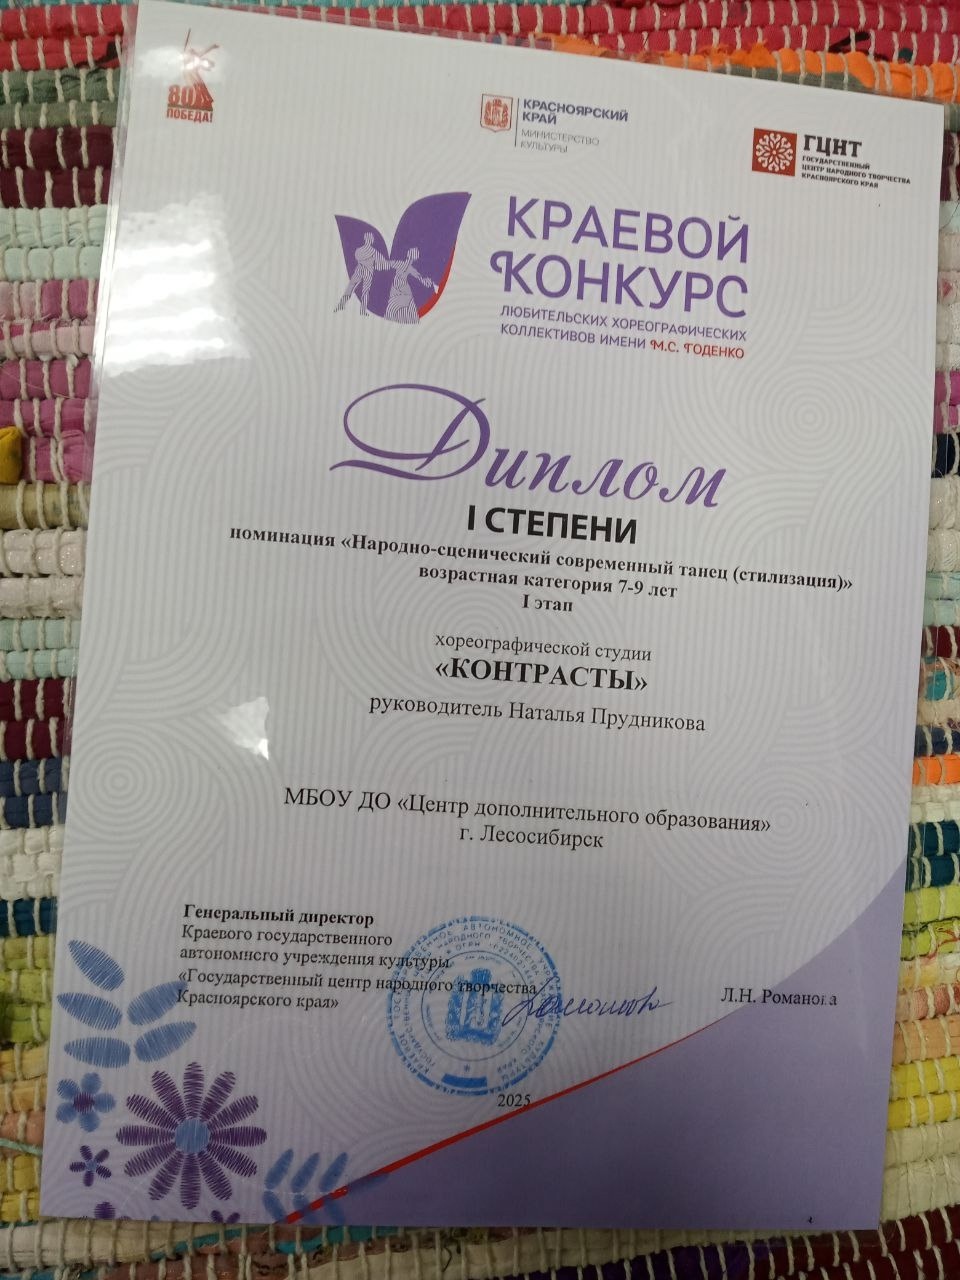 80
ПОБЕДА!
КРАСНОЯРСКИЙ
КРАЙ
МИНИСТЕРСТВО
КУЛЬТУРЫ
ГЦНТ
ГОСУДАРСТВЕННЫЙ
ЦЕНТР НАРОДНОГО ТВОРЧЕСТВА
КРАСНОЯРСКОГО КРАЯ
КРАЕВОЙ
КОНКУРС
ЛЮБИТЕЛЬСКИХ ХОРЕОГРАФИЧЕСКИХ
КОЛЛЕКТИВОВ ИМЕНИ М.С. ГОДЕНКО
Диплом
I СТЕПЕНИ
номинация «Народно-сценический современный танец (стилизация)»
возрастная категория 7-9 лет
I этап
хореографической студии
«КОНТРАСТЫ»
руководитель Наталья Прудникова
МБОУ ДО «Центр дополнительного образования»
г. Лесосибирск
Генеральный директор
Краевого государственного
автономного учреждения культуры
«Государственный центр народного творчества
Красноярского края»
Л.Н. Романова
2025